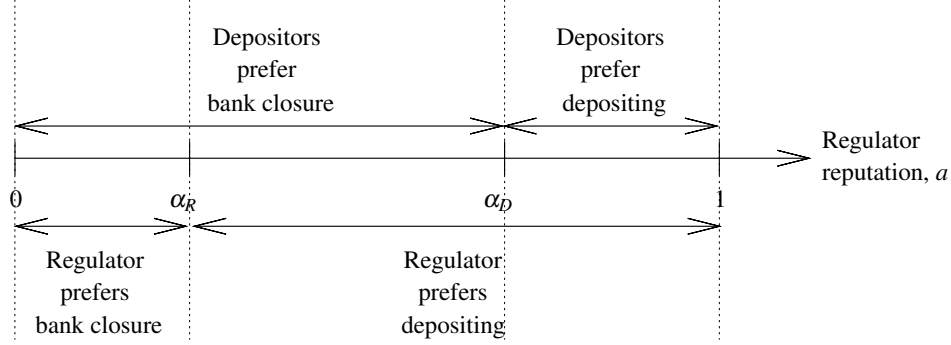 Depositors
prefer
bank closure
Depositors
prefer
depositing
Regulator
reputation, a
0
α_R
α_D
1
Regulator
prefers
bank closure
Regulator
prefers
depositing